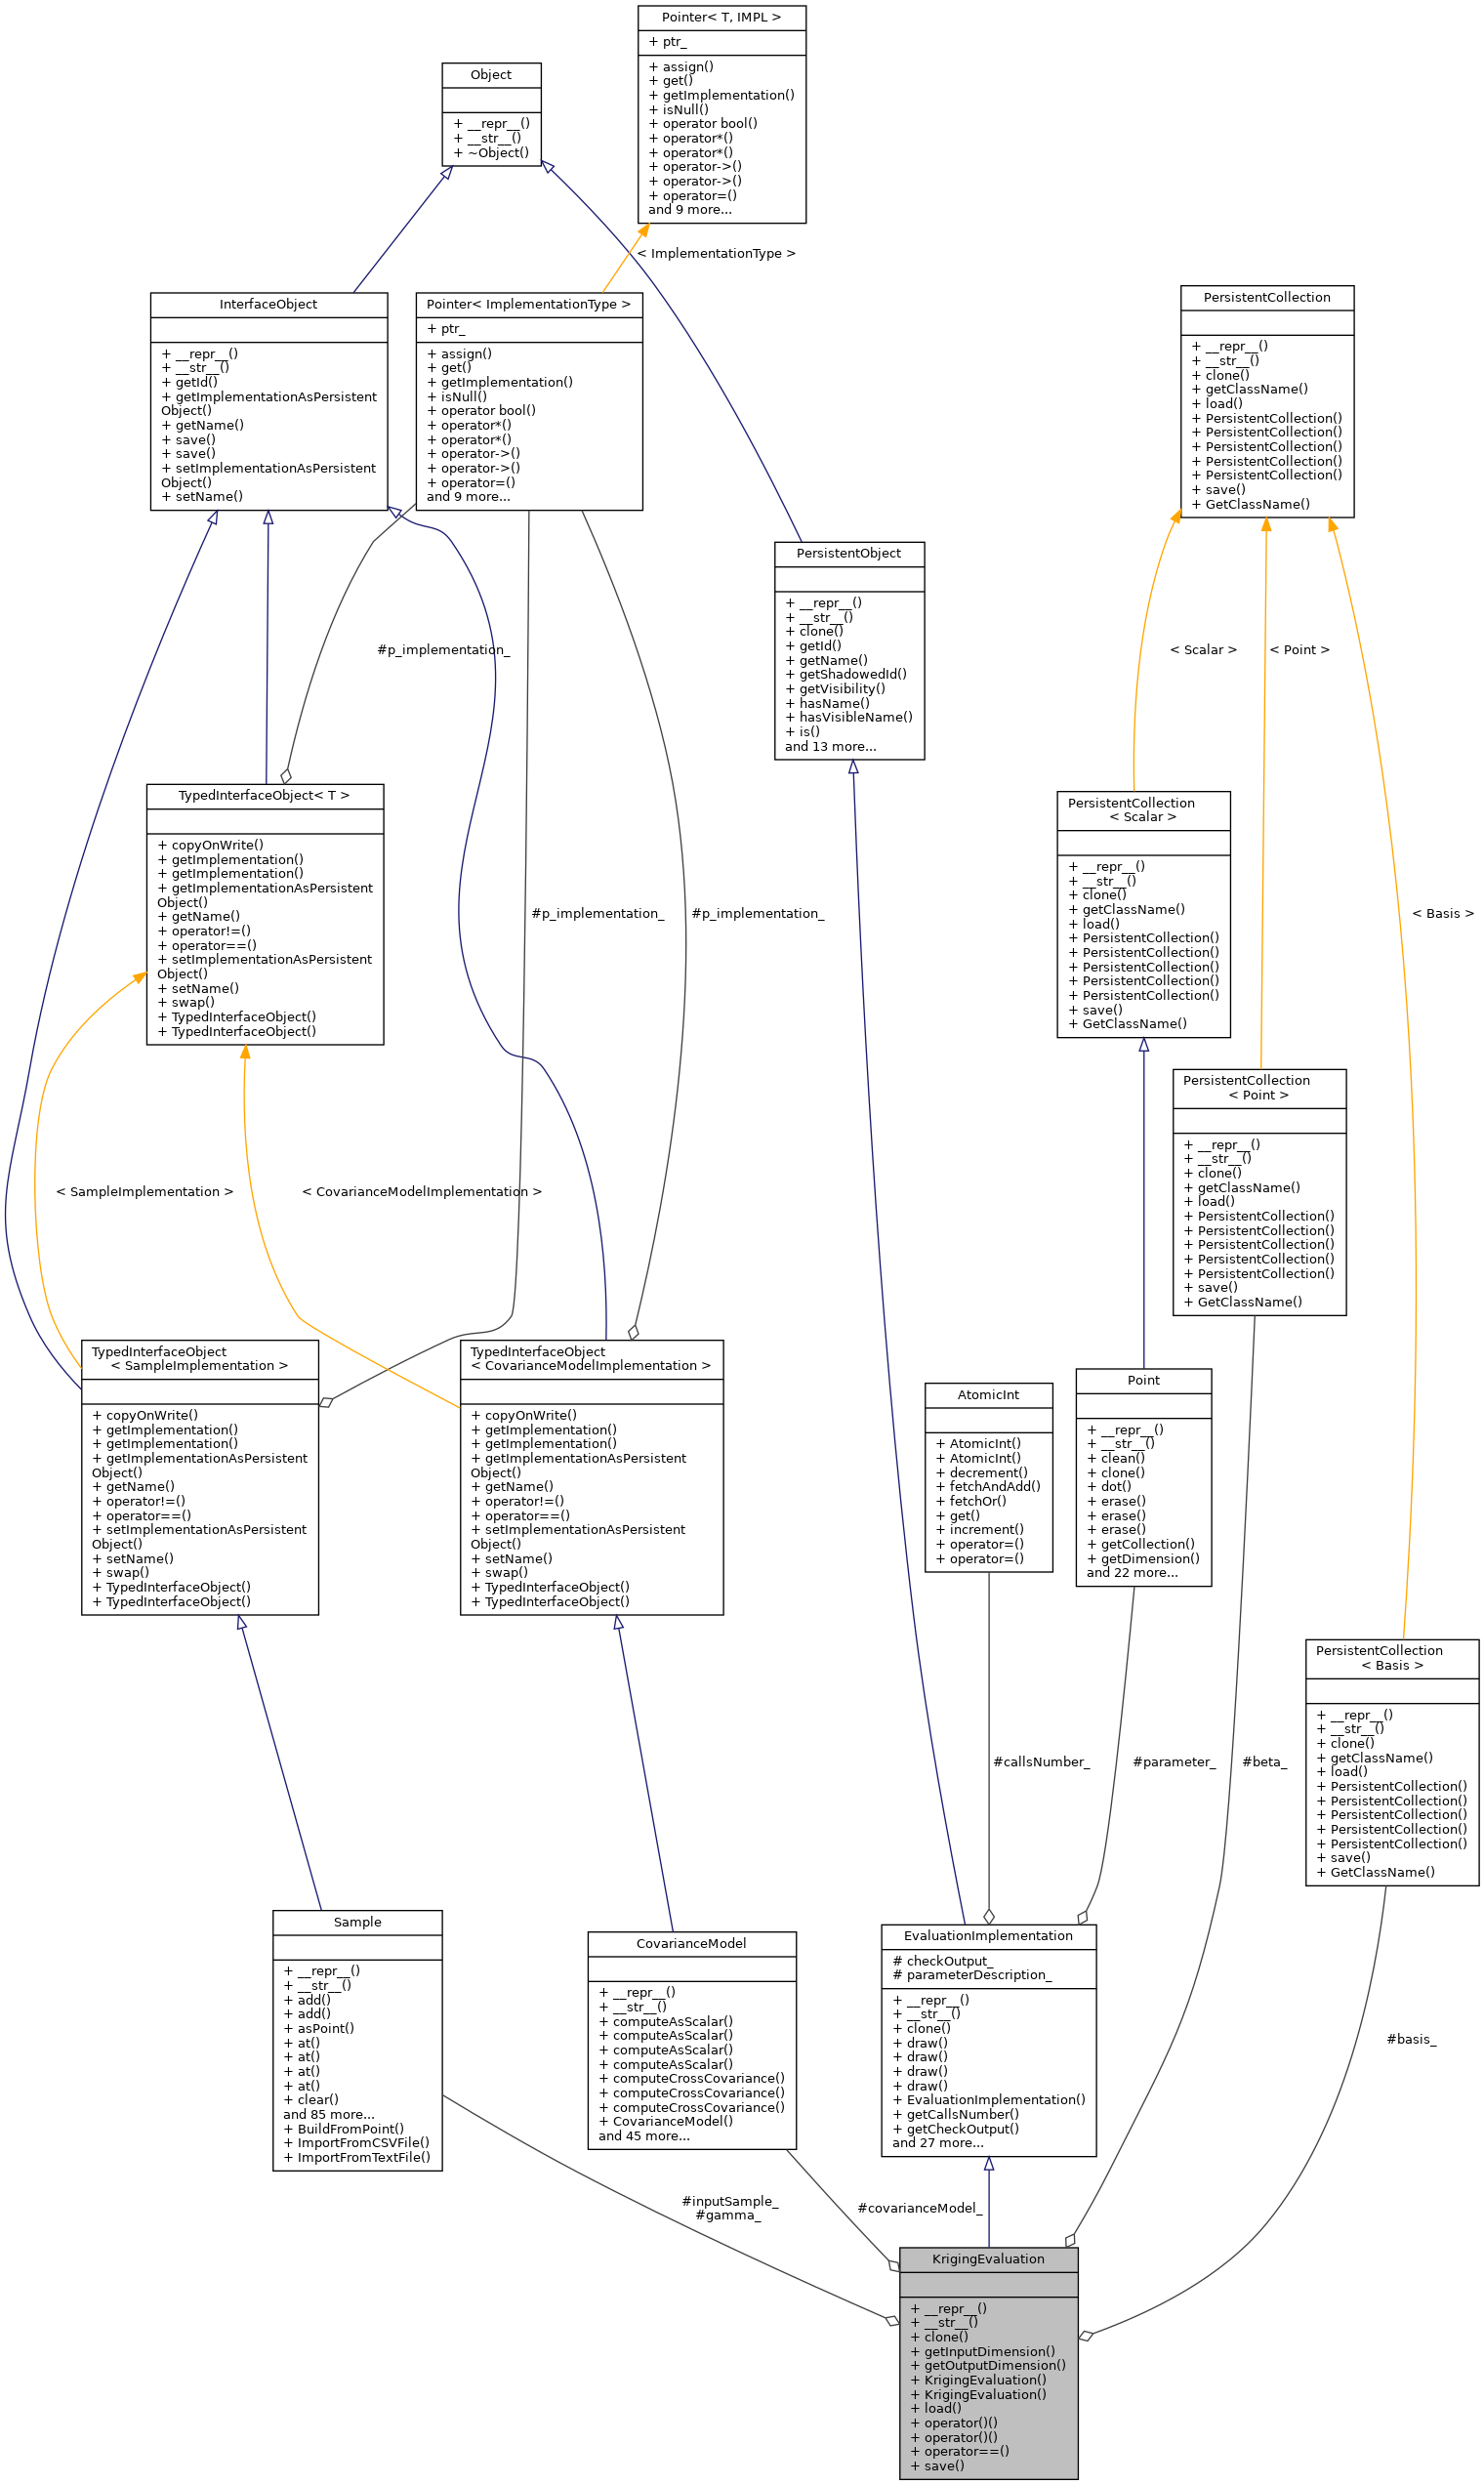 Pointer< T, IMPL >
+ ptr_
+ assign()
+ get()
+ getImplementation()
+ isNull()
+ operator bool()
+ operator*()
+ operator*()
+ operator->()
+ operator->()
+ operator=()
and 9 more...
Object
+ __repr__()
+ __str__()
+ ~Object()
< ImplementationType >
InterfaceObject
+ __repr__()
+ __str__()
+ getId()
+ getImplementationAsPersistent
Object()
+ getName()
+ save()
+ save()
+ setImplementationAsPersistent
Object()
+ setName()
Pointer< ImplementationType >
+ ptr_
+ assign()
+ get()
+ getImplementation()
+ isNull()
+ operator bool()
+ operator*()
+ operator*()
+ operator->()
+ operator->()
+ operator=()
and 9 more...
PersistentCollection
+ __repr__()
+ __str__()
+ clone()
+ getClassName()
+ load()
+ PersistentCollection()
+ PersistentCollection()
+ PersistentCollection()
+ PersistentCollection()
+ PersistentCollection()
+ save()
+ GetClassName()
PersistentObject
+ __repr__()
+ __str__()
+ clone()
+ getId()
+ getName()
+ getShadowedId()
+ getVisibility()
+ hasName()
+ hasVisibleName()
+ is()
and 13 more...
#p_implementation_
< Scalar >
< Point >
TypedInterfaceObject< T >
+ copyOnWrite()
+ getImplementation()
+ getImplementation()
+ getImplementationAsPersistent
Object()
+ getName()
+ operator!=()
+ operator==()
+ setImplementationAsPersistent
Object()
+ setName()
+ swap()
+ TypedInterfaceObject()
+ TypedInterfaceObject()
#p_implementation_
#p_implementation_
PersistentCollection
< Scalar >
+ __repr__()
+ __str__()
+ clone()
+ getClassName()
+ load()
+ PersistentCollection()
+ PersistentCollection()
+ PersistentCollection()
+ PersistentCollection()
+ PersistentCollection()
+ save()
+ GetClassName()
< Basis >
PersistentCollection
< Point >
+ __repr__()
+ __str__()
+ clone()
+ getClassName()
+ load()
+ PersistentCollection()
+ PersistentCollection()
+ PersistentCollection()
+ PersistentCollection()
+ PersistentCollection()
+ save()
+ GetClassName()
< SampleImplementation >
< CovarianceModelImplementation >
TypedInterfaceObject
< SampleImplementation >
+ copyOnWrite()
+ getImplementation()
+ getImplementation()
+ getImplementationAsPersistent
Object()
+ getName()
+ operator!=()
+ operator==()
+ setImplementationAsPersistent
Object()
+ setName()
+ swap()
+ TypedInterfaceObject()
+ TypedInterfaceObject()
TypedInterfaceObject
< CovarianceModelImplementation >
+ copyOnWrite()
+ getImplementation()
+ getImplementation()
+ getImplementationAsPersistent
Object()
+ getName()
+ operator!=()
+ operator==()
+ setImplementationAsPersistent
Object()
+ setName()
+ swap()
+ TypedInterfaceObject()
+ TypedInterfaceObject()
AtomicInt
+ AtomicInt()
+ AtomicInt()
+ decrement()
+ fetchAndAdd()
+ fetchOr()
+ get()
+ increment()
+ operator=()
+ operator=()
Point
+ __repr__()
+ __str__()
+ clean()
+ clone()
+ dot()
+ erase()
+ erase()
+ erase()
+ getCollection()
+ getDimension()
and 22 more...
PersistentCollection
< Basis >
+ __repr__()
+ __str__()
+ clone()
+ getClassName()
+ load()
+ PersistentCollection()
+ PersistentCollection()
+ PersistentCollection()
+ PersistentCollection()
+ PersistentCollection()
+ save()
+ GetClassName()
#callsNumber_
#parameter_
#beta_
Sample
+ __repr__()
+ __str__()
+ add()
+ add()
+ asPoint()
+ at()
+ at()
+ at()
+ at()
+ clear()
and 85 more...
+ BuildFromPoint()
+ ImportFromCSVFile()
+ ImportFromTextFile()
CovarianceModel
+ __repr__()
+ __str__()
+ computeAsScalar()
+ computeAsScalar()
+ computeAsScalar()
+ computeAsScalar()
+ computeCrossCovariance()
+ computeCrossCovariance()
+ computeCrossCovariance()
+ CovarianceModel()
and 45 more...
EvaluationImplementation
# checkOutput_
# parameterDescription_
+ __repr__()
+ __str__()
+ clone()
+ draw()
+ draw()
+ draw()
+ draw()
+ EvaluationImplementation()
+ getCallsNumber()
+ getCheckOutput()
and 27 more...
#basis_
#inputSample_
#gamma_
#covarianceModel_
KrigingEvaluation
+ __repr__()
+ __str__()
+ clone()
+ getInputDimension()
+ getOutputDimension()
+ KrigingEvaluation()
+ KrigingEvaluation()
+ load()
+ operator()()
+ operator()()
+ operator==()
+ save()